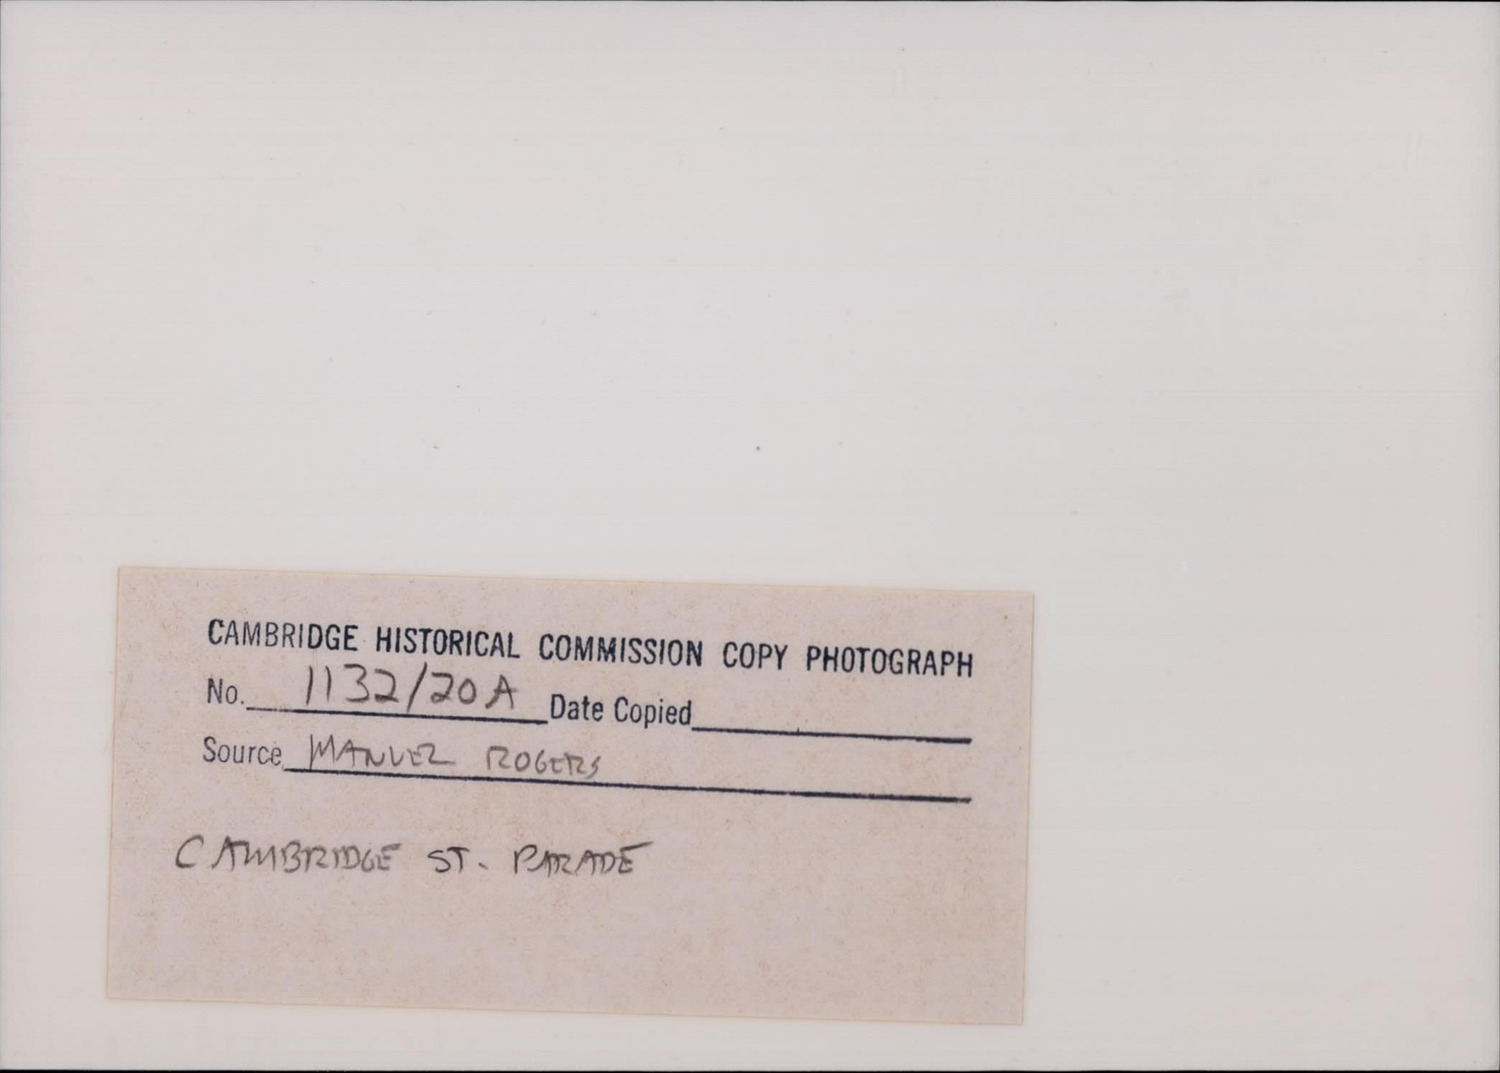 CAMBRIDGE HISTORICAL COMMISSION COPY PHOTOGRAPH
No. 1132/20A Date Copied
Source MANUEL ROGERS
CAMBRIDGE ST. PARADE